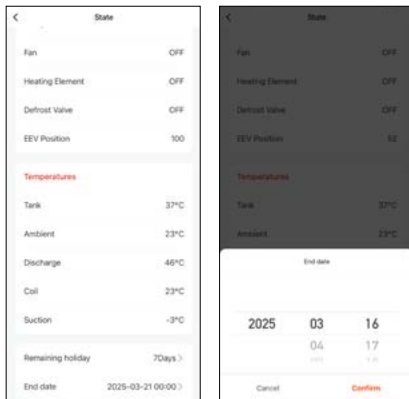 State
Fan OFF
Heating Element OFF
Defrost Valve OFF
EEV Position 100
Temperatures
Tank 37°C
Ambient 23°C
Discharge 46°C
Coil 23°C
Suction -3°C
Remaining holiday 7Days >
End date 2025-03-21 00:00 >
State
Fan OFF
Heating Element OFF
Defrost Valve OFF
EEV Position
Temperatures
Tank 37°C
Ambient 23°C
End date
2025 03 16
04 17
Cancel Confirm